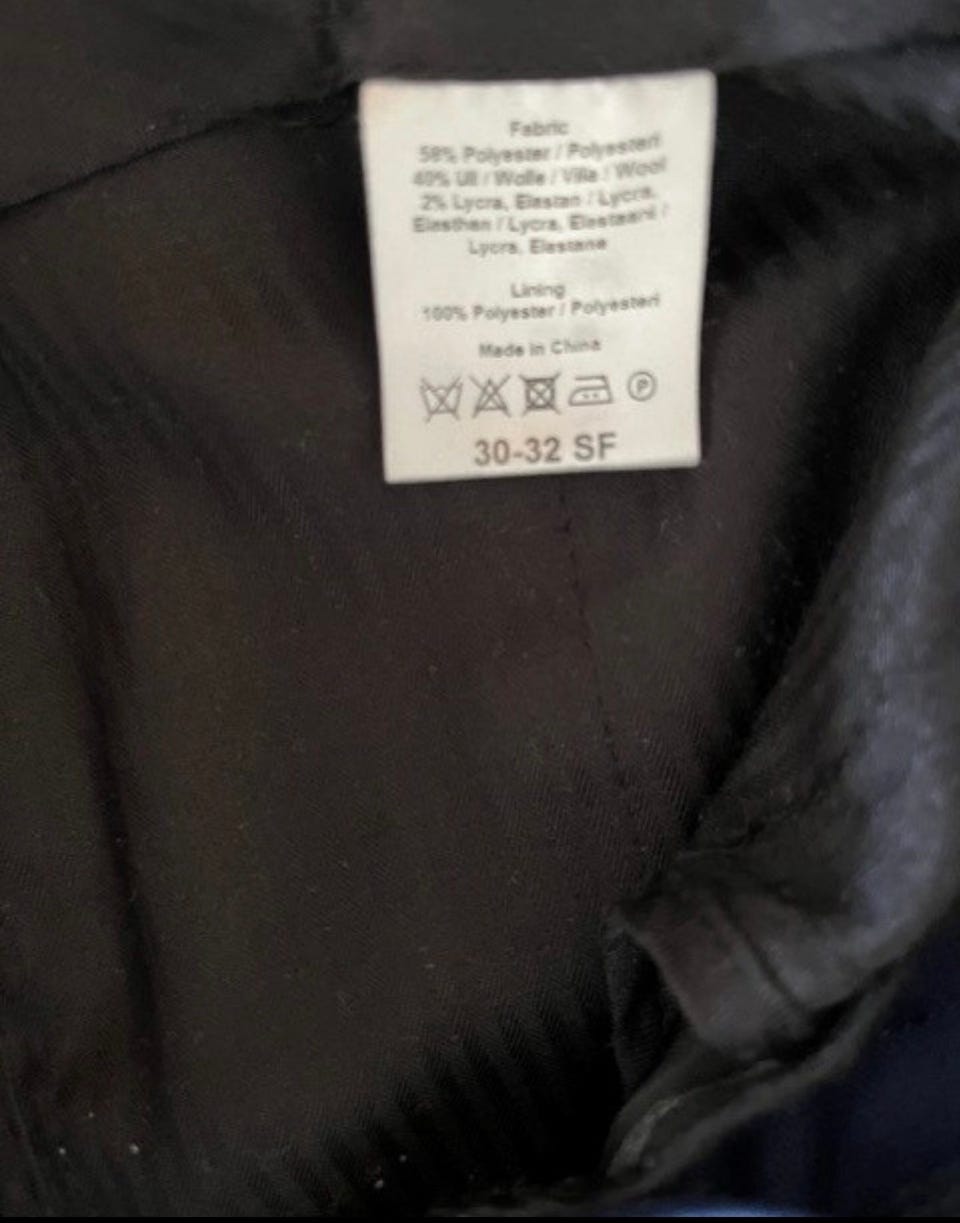 Fabric
58% Polyester / Polyesteri
40% Ull / Wolle / Villa / Wool
2% Lycra, Elastan / Lycra,
Elasthan / Lycra, Elastaani /
Lycra, Elastane
Lining
100% Polyester / Polyesteri
Made in China
P
30-32 SF